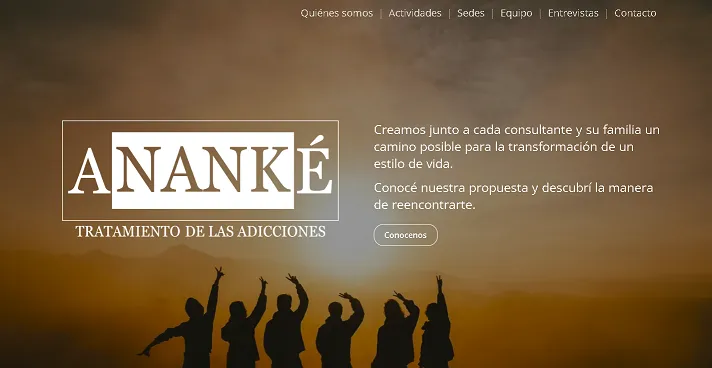 Quiénes somos | Actividades | Sedes | Equipo | Entrevistas | Contacto
ANANKÉ
TRATAMIENTO DE LAS ADICCIONES
Creamos junto a cada consultante y su familia un
camino posible para la transformación de un
estilo de vida.
Conocé nuestra propuesta y descubrí la manera
de reencontrarte.
Conocenos